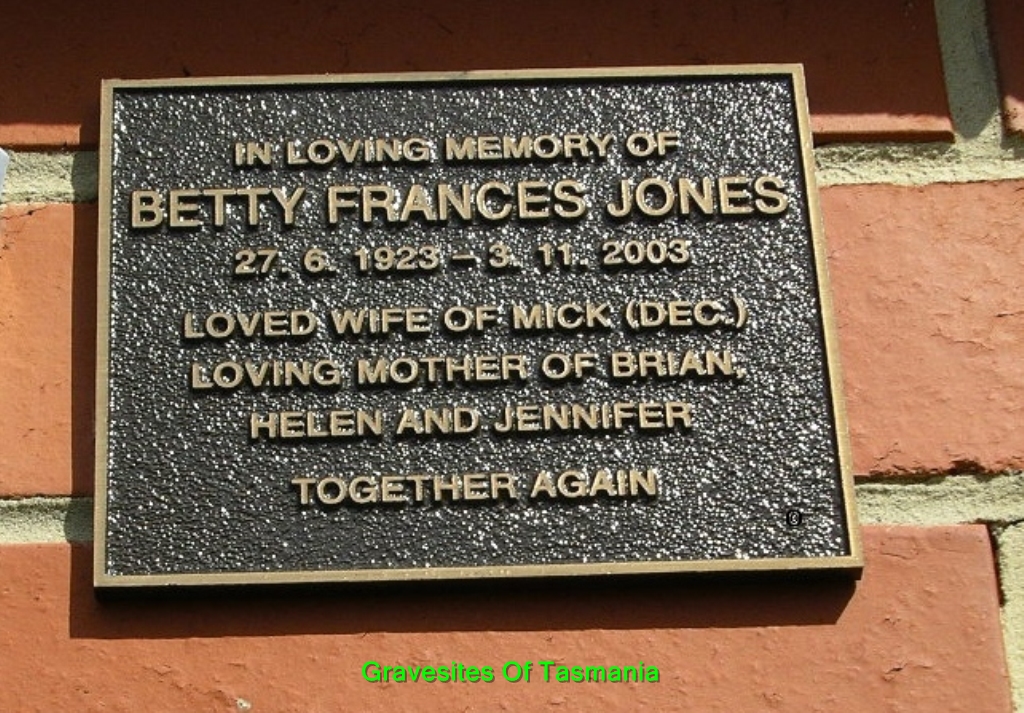 IN LOVING MEMORY OF
BETTY FRANCES JONES
27. 6. 1923 – 3. 11. 2003
LOVED WIFE OF MICK (DEC.)
LOVING MOTHER OF BRIAN,
HELEN AND JENNIFER
TOGETHER AGAIN
Gravesites Of Tasmania